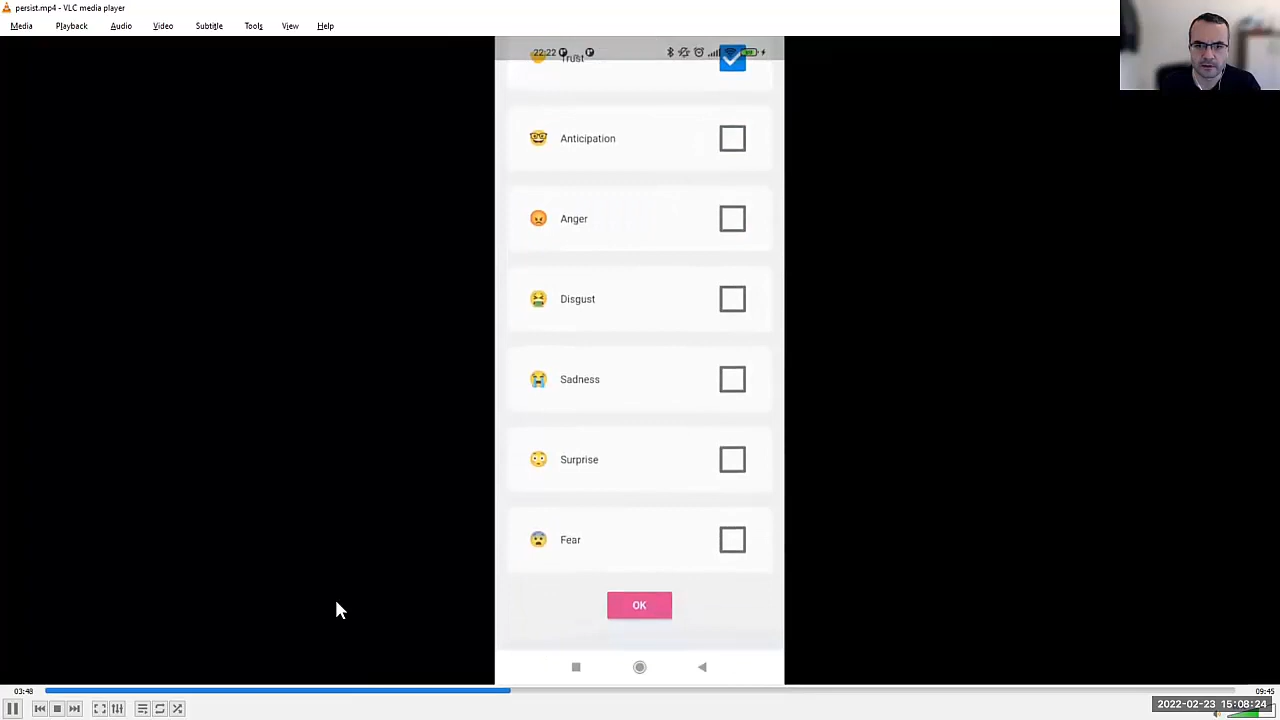 persist.mp4 - VLC media player
Media Playback Audio Video Subtitle Tools View Help
22:22
Trust
Anticipation
Anger
Disgust
Sadness
Surprise
Fear
OK
03:48
09:45
2022-02-23 15:08:24